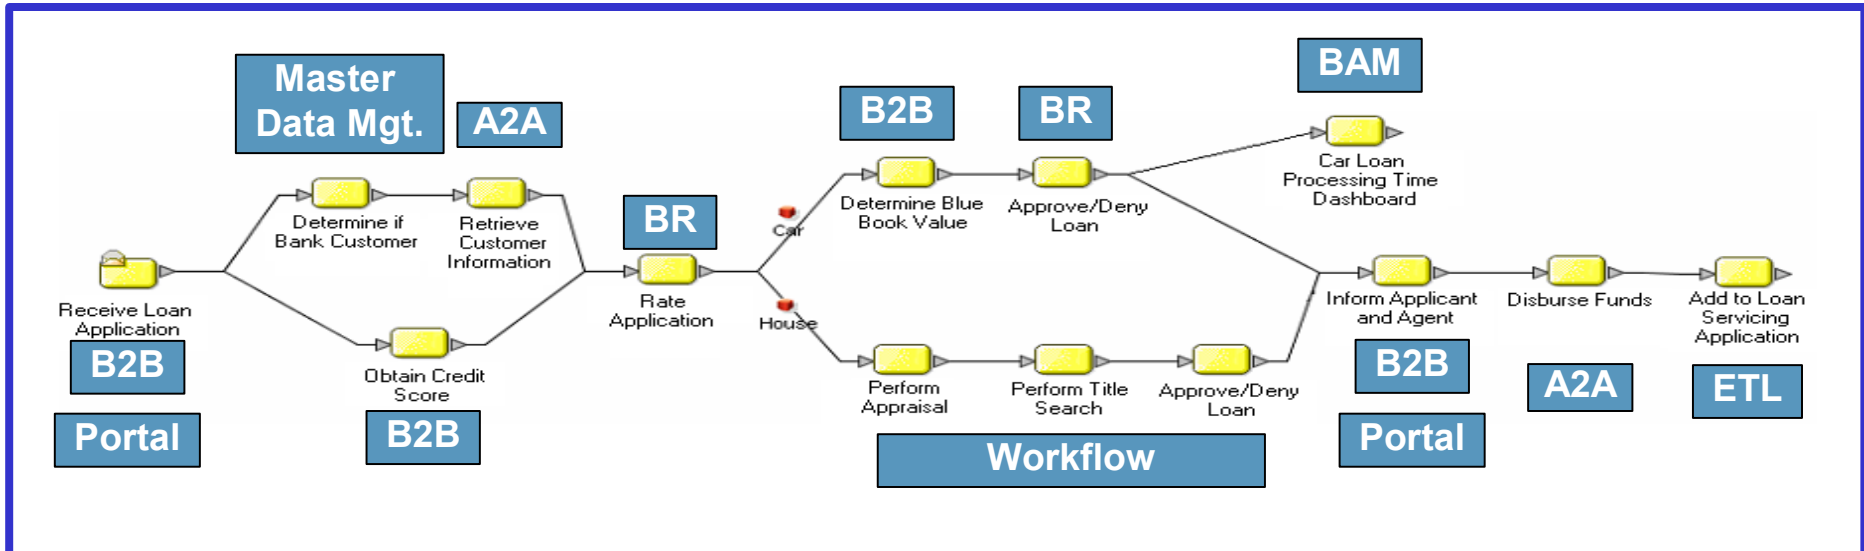 Master
Data Mgt.
A2A
Determine if
Bank Customer
Retrieve
Customer
Information
Receive Loan
Application
B2B
Portal
Obtain Credit
Score
B2B
BR
Rate
Application
Car
House
B2B
Determine Blue
Book Value
BR
Approve/Deny
Loan
BAM
Car Loan
Processing Time
Dashboard
Perform
Appraisal
Perform Title
Search
Approve/Deny
Loan
Workflow
Inform Applicant
and Agent
B2B
Portal
Disburse Funds
A2A
Add to Loan
Servicing
Application
ETL